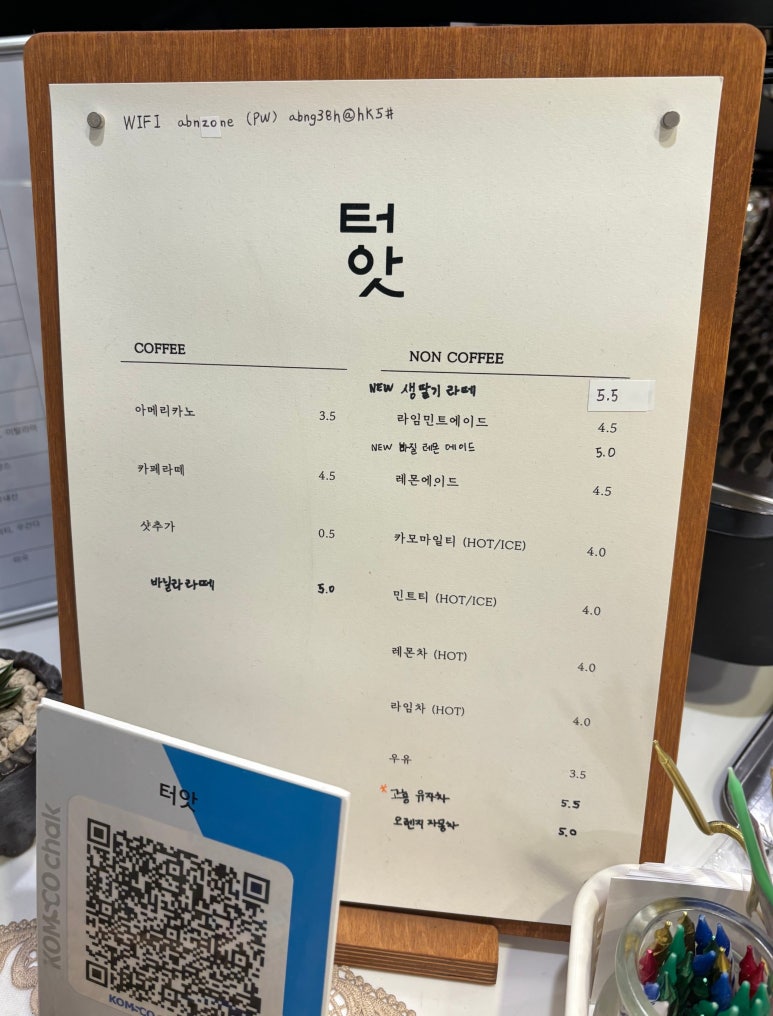 WIFI abnzone (PW) abng38h@hK5#
터
앗
COFFEE
아메리카노 3.5
카페라떼 4.5
샷추가 0.5
바닐라라떼 5.0
NON COFFEE
NEW 생딸기라떼 5.5
라임민트에이드 4.5
NEW 바질 레몬 에이드 5.0
레몬에이드 4.5
카모마일티 (HOT/ICE) 4.0
민트티 (HOT/ICE) 4.0
레몬차 (HOT) 4.0
라임차 (HOT) 4.0
우유 3.5
* 고흥 유자차 5.5
오렌지자몽차 5.0
터앗
KOMSCO chak